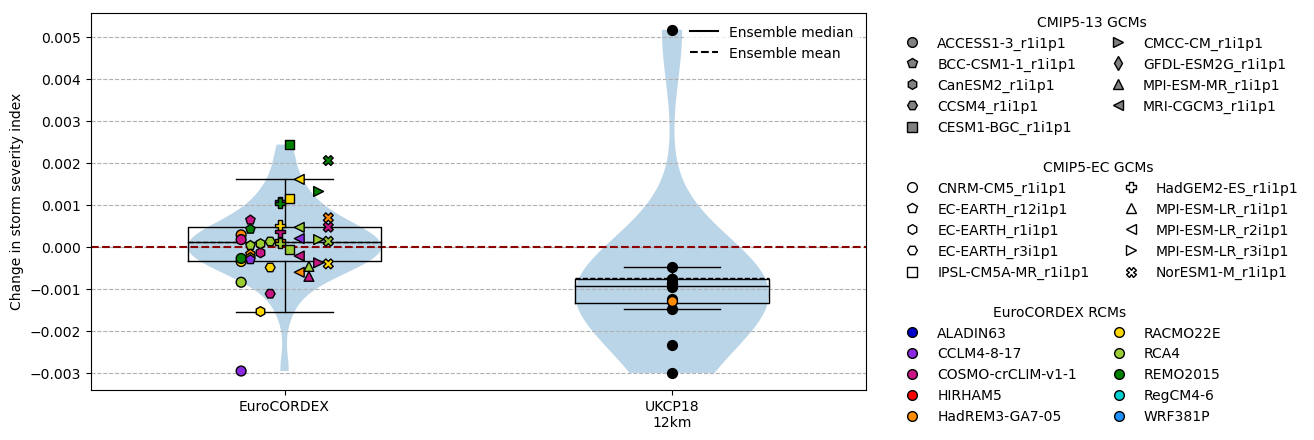 Change in storm severity index
0.005
0.004
0.003
0.002
0.001
0.000
−0.001
−0.002
−0.003
EuroCORDEX
UKCP18
12km
Ensemble median
Ensemble mean
CMIP5-13 GCMs
ACCESS1-3_r1i1p1
BCC-CSM1-1_r1i1p1
CanESM2_r1i1p1
CCSM4_r1i1p1
CESM1-BGC_r1i1p1
CMCC-CM_r1i1p1
GFDL-ESM2G_r1i1p1
MPI-ESM-MR_r1i1p1
MRI-CGCM3_r1i1p1
CMIP5-EC GCMs
CNRM-CM5_r1i1p1
EC-EARTH_r12i1p1
EC-EARTH_r1i1p1
EC-EARTH_r3i1p1
IPSL-CM5A-MR_r1i1p1
HadGEM2-ES_r1i1p1
MPI-ESM-LR_r1i1p1
MPI-ESM-LR_r2i1p1
MPI-ESM-LR_r3i1p1
NorESM1-M_r1i1p1
EuroCORDEX RCMs
ALADIN63
CCLM4-8-17
COSMO-crCLIM-v1-1
HIRHAM5
HadREM3-GA7-05
RACMO22E
RCA4
REMO2015
RegCM4-6
WRF381P